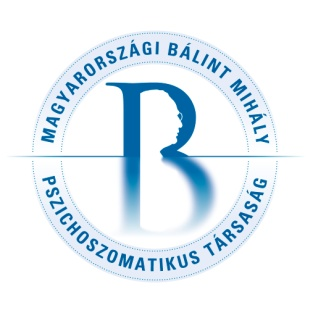 MAGYARORSZÁGI BÁLINT MIHÁLY
B
PSZICHOSZOMATIKUS TÁRSASÁG